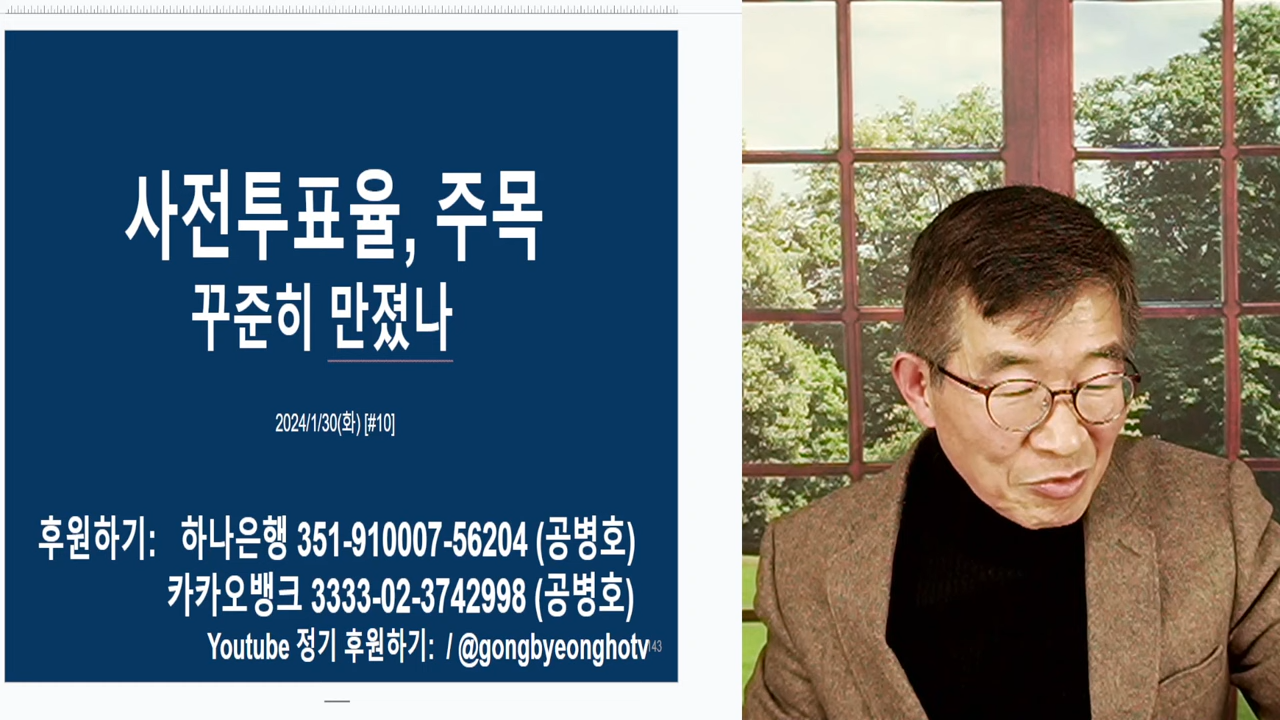 사전투표율, 주목
꾸준히 만졌나
2024/1/30(화) [#10]
후원하기: 하나은행 351-910007-56204 (공병호)
카카오뱅크 3333-02-3742998 (공병호)
Youtube 정기 후원하기: / @gongbyeonghotv
143